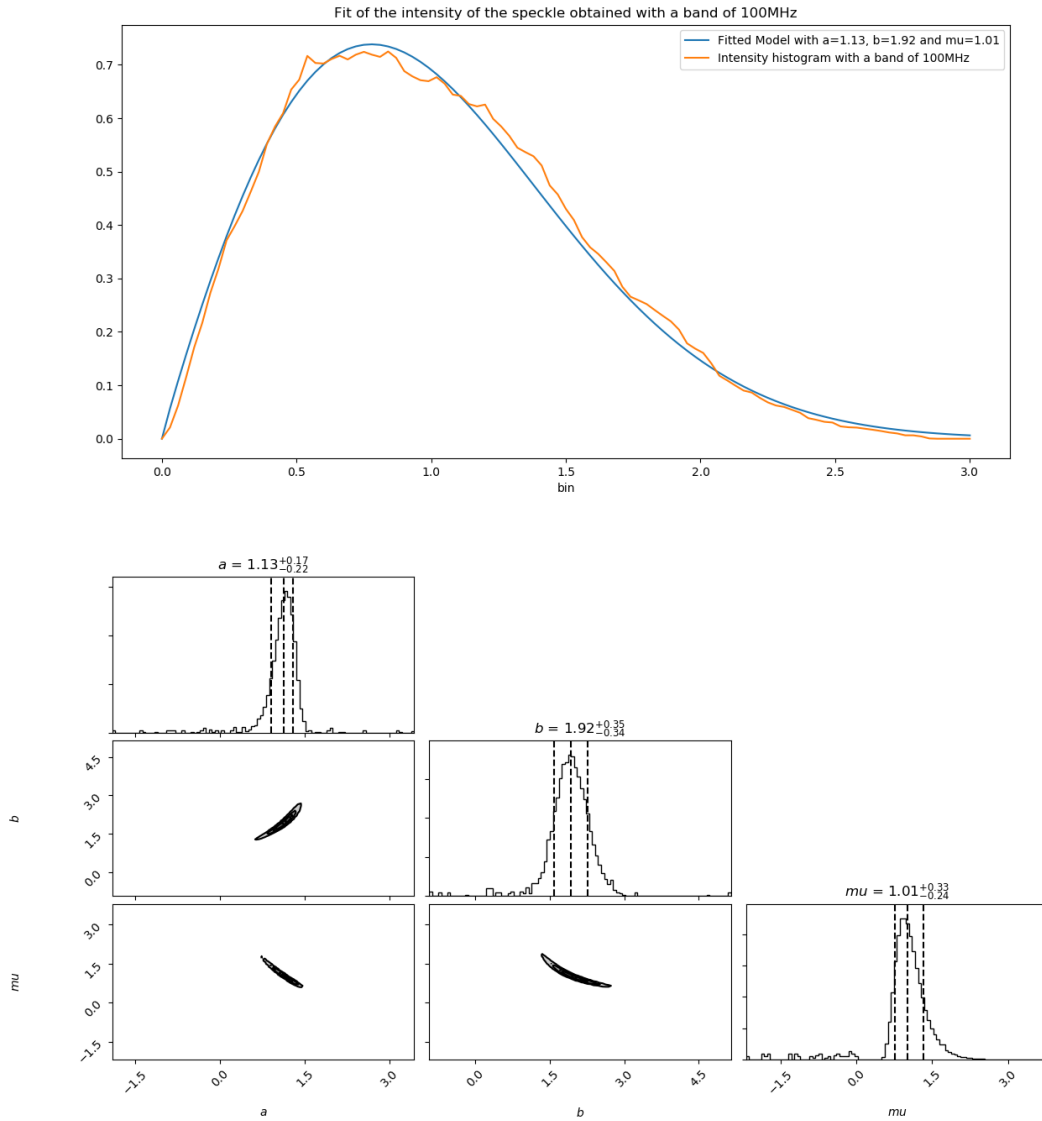 Fit of the intensity of the speckle obtained with a band of 100MHz
Fitted Model with a=1.13, b=1.92 and mu=1.01
Intensity histogram with a band of 100MHz
0.7
0.6
0.5
0.4
0.3
0.2
0.1
0.0
0.0 0.5 1.0 1.5 2.0 2.5 3.0
bin
a = 1.13 +0.17 −0.22
b = 1.92 +0.35 −0.34
4.5
3.0
1.5
0.0
b
mu = 1.01 +0.33 −0.24
3.0
1.5
0.0
−1.5
mu
−1.5 0.0 1.5 3.0 0.0 1.5 3.0 4.5 −1.5 0.0 1.5 3.0
a b mu